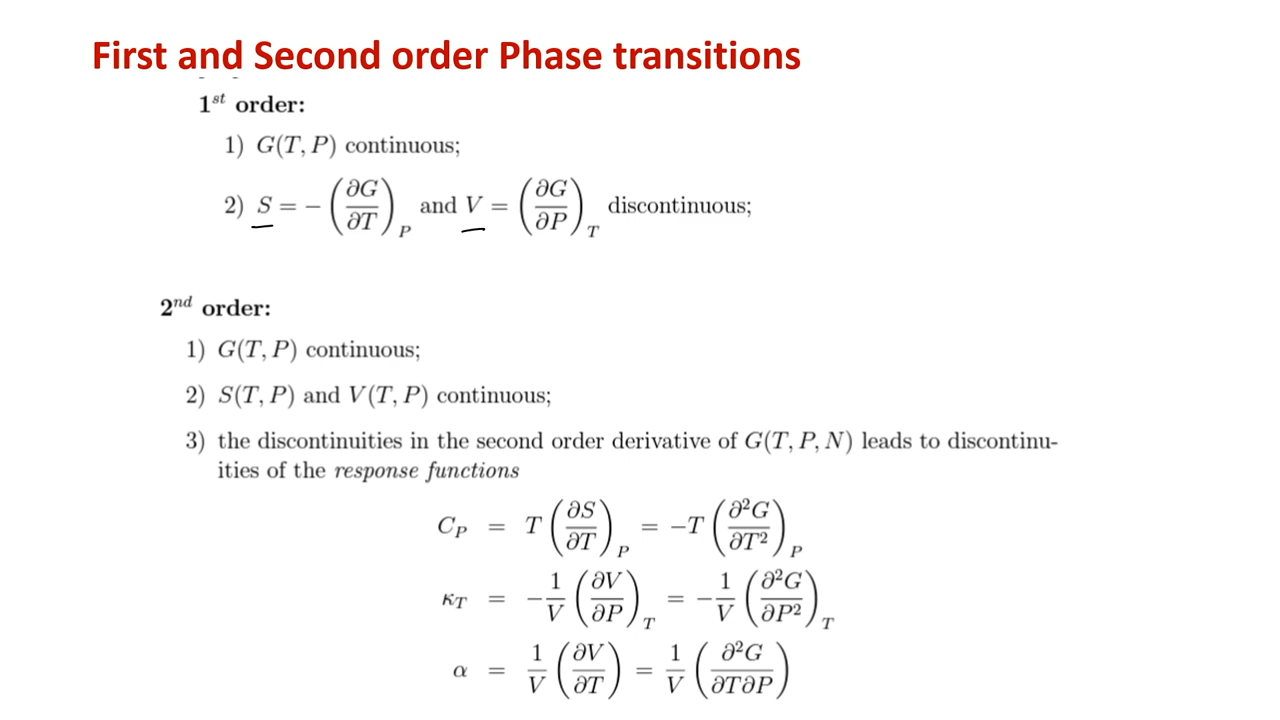 First and Second order Phase transitions
1st order:
1) G(T, P) continuous;
2) S = −(∂G/∂T)_P and V = (∂G/∂P)_T discontinuous;
2nd order:
1) G(T, P) continuous;
2) S(T, P) and V(T, P) continuous;
3) the discontinuities in the second order derivative of G(T, P, N) leads to discontinu-
ities of the response functions
C_P = T(∂S/∂T)_P = −T(∂²G/∂T²)_P
κ_T = −1/V (∂V/∂P)_T = −1/V (∂²G/∂P²)_T
α = 1/V (∂V/∂T) = 1/V (∂²G/∂T∂P)